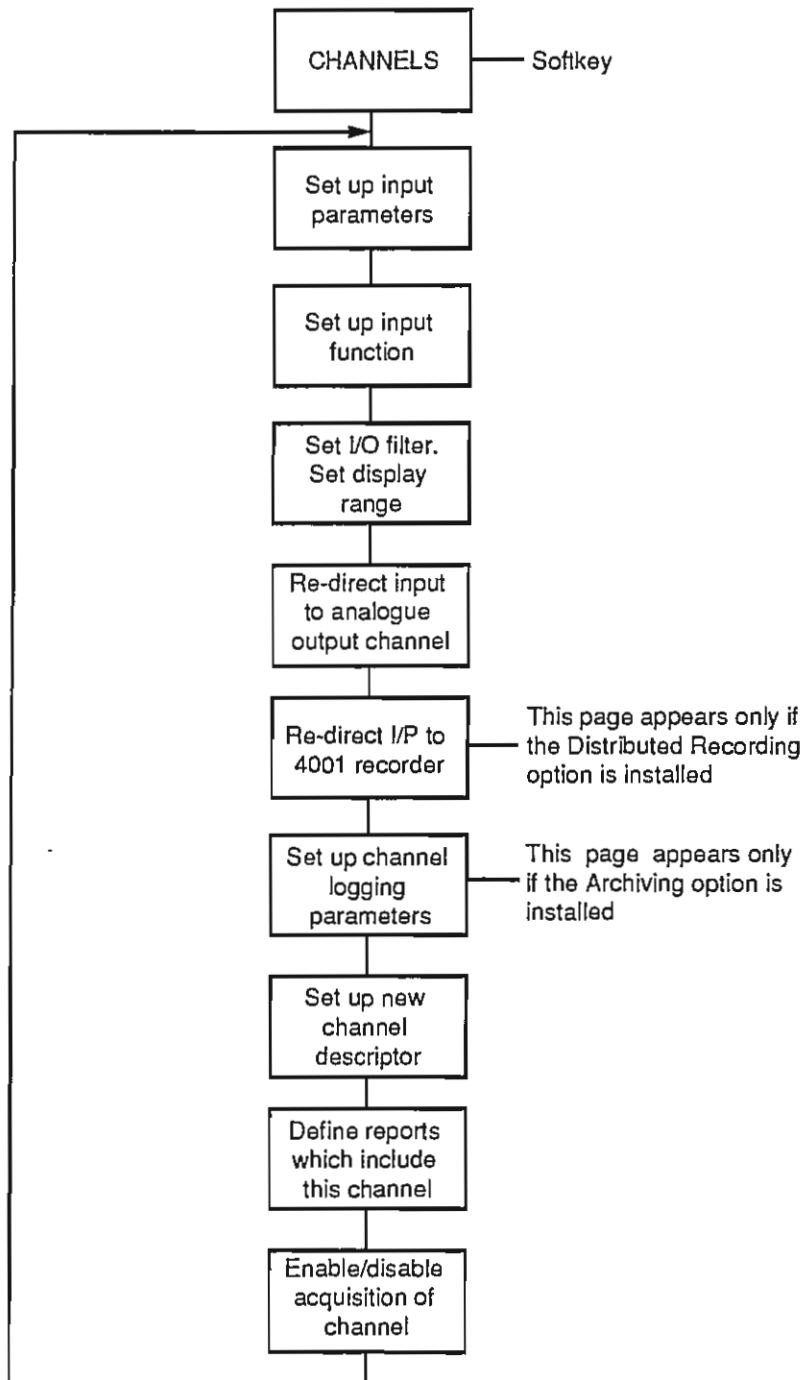 CHANNELS
Softkey
Set up input
parameters
Set up input
function
Set I/O filter.
Set display
range
Re-direct input
to analogue
output channel
Re-direct I/P to
4001 recorder
This page appears only if
the Distributed Recording
option is installed
Set up channel
logging
parameters
This page appears only
if the Archiving option is
installed
Set up new
channel
descriptor
Define reports
which include
this channel
Enable/disable
acquisition of
channel